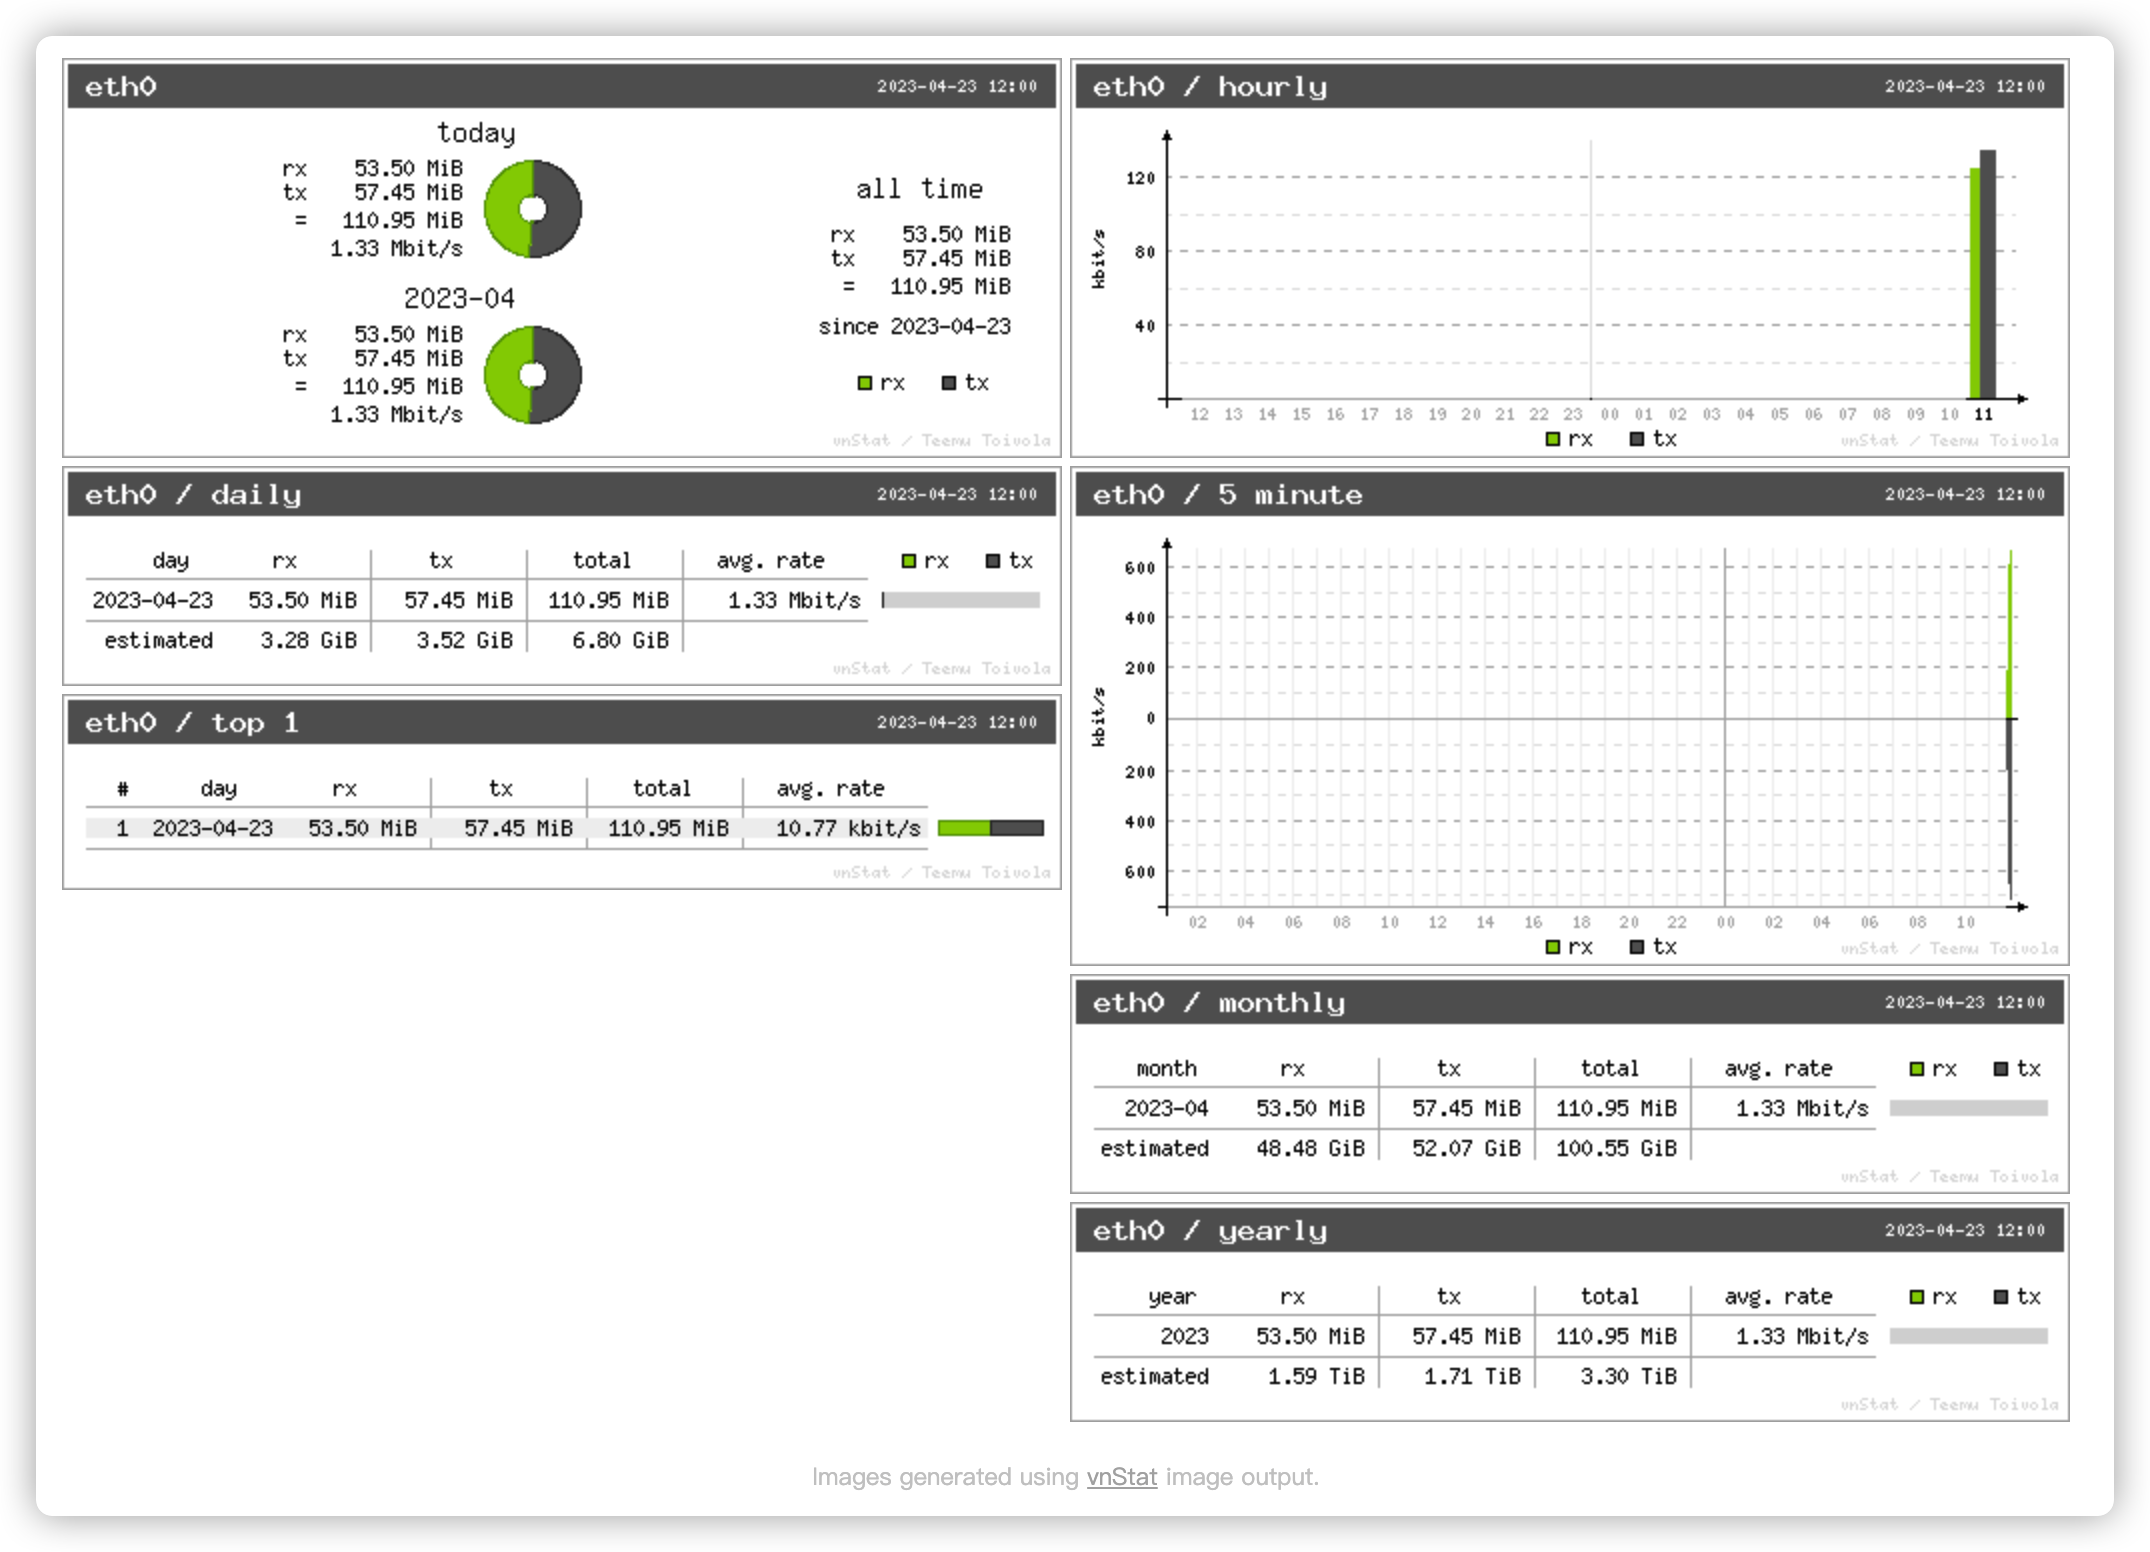 eth0 2023-04-23 12:00
today
rx 53.50 MiB
tx 57.45 MiB
= 110.95 MiB
1.33 Mbit/s
2023-04
rx 53.50 MiB
tx 57.45 MiB
= 110.95 MiB
1.33 Mbit/s
all time
rx 53.50 MiB
tx 57.45 MiB
= 110.95 MiB
since 2023-04-23
rx tx
vnStat / Teemu Toivola
eth0 / hourly 2023-04-23 12:00
kbit/s
120
80
40
12 13 14 15 16 17 18 19 20 21 22 23 00 01 02 03 04 05 06 07 08 09 10 11
rx tx
vnStat / Teemu Toivola
eth0 / daily 2023-04-23 12:00
day rx tx total avg. rate rx tx
2023-04-23 53.50 MiB 57.45 MiB 110.95 MiB 1.33 Mbit/s
estimated 3.28 GiB 3.52 GiB 6.80 GiB
vnStat / Teemu Toivola
eth0 / top 1 2023-04-23 12:00
# day rx tx total avg. rate
1 2023-04-23 53.50 MiB 57.45 MiB 110.95 MiB 10.77 kbit/s
vnStat / Teemu Toivola
eth0 / 5 minute 2023-04-23 12:00
kbit/s
600
400
200
0
200
400
600
02 04 06 08 10 12 14 16 18 20 22 00 02 04 06 08 10
rx tx
vnStat / Teemu Toivola
eth0 / monthly 2023-04-23 12:00
month rx tx total avg. rate rx tx
2023-04 53.50 MiB 57.45 MiB 110.95 MiB 1.33 Mbit/s
estimated 48.48 GiB 52.07 GiB 100.55 GiB
vnStat / Teemu Toivola
eth0 / yearly 2023-04-23 12:00
year rx tx total avg. rate rx tx
2023 53.50 MiB 57.45 MiB 110.95 MiB 1.33 Mbit/s
estimated 1.59 TiB 1.71 TiB 3.30 TiB
vnStat / Teemu Toivola
Images generated using vnStat image output.